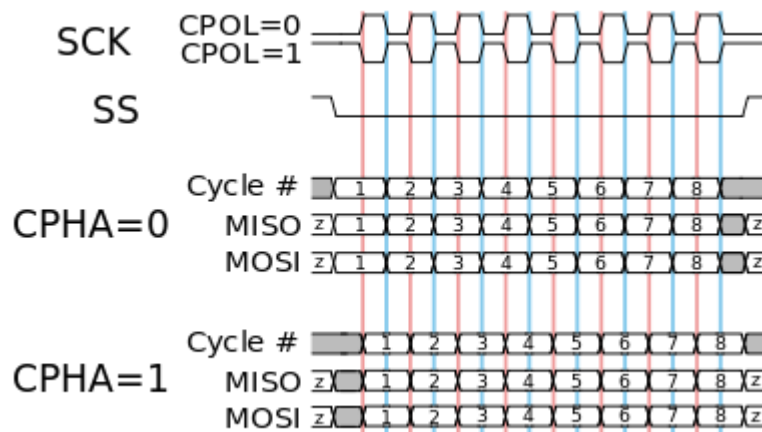 SCK CPOL=0
CPOL=1
SS
Cycle # 1 2 3 4 5 6 7 8
CPHA=0 MISO z 1 2 3 4 5 6 7 8 z
MOSI z 1 2 3 4 5 6 7 8 z
Cycle # 1 2 3 4 5 6 7 8
CPHA=1 MISO z 1 2 3 4 5 6 7 8 z
MOSI z 1 2 3 4 5 6 7 8 z